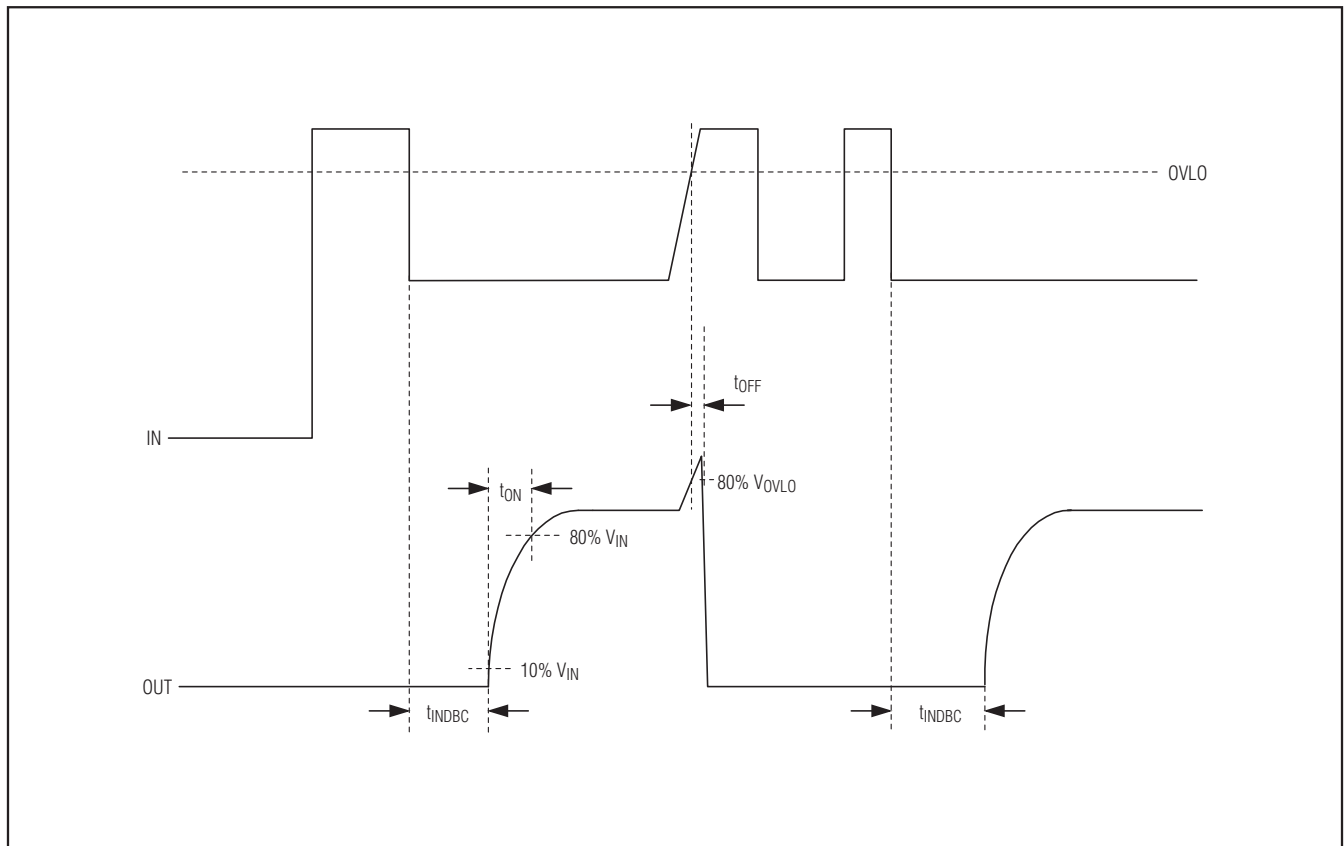 OVLO
tOFF
IN
tON
80% VOVLO
80% VIN
10% VIN
OUT
tINDBC
tINDBC